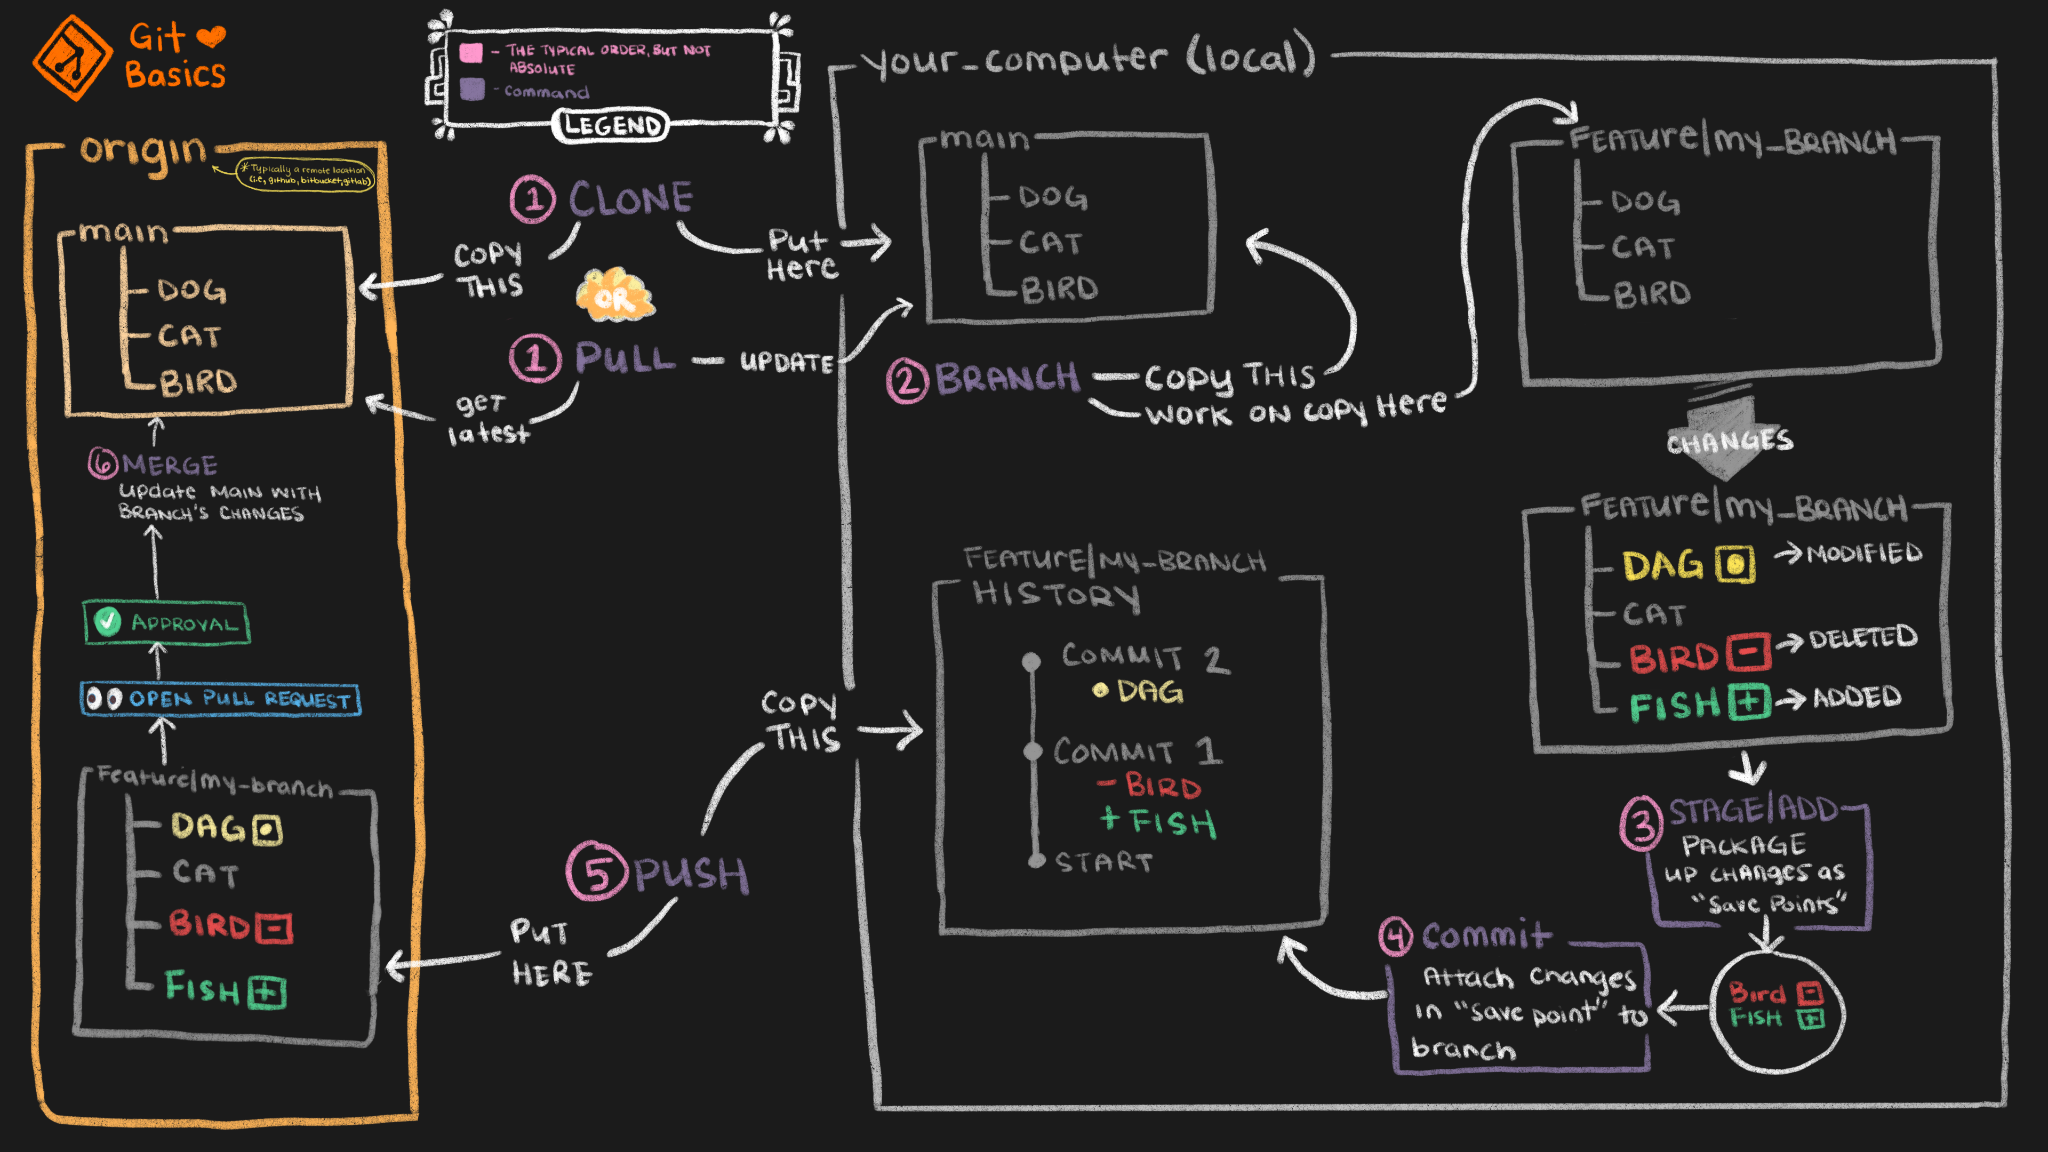 Git
Basics
- THE TYPICAL ORDER, BUT NOT
ABSOLUTE
- Command
LEGEND
origin
* Typically a remote location
(i.e, github, bitbucket, gitlab)
main
DOG
CAT
BIRD
6 MERGE
update MAIN WITH
BRANCH'S CHANGES
APPROVAL
OPEN PULL REQUEST
Feature/my-branch
DAG
CAT
BIRD
FISH
1 CLONE
COPY
THIS
Put
Here
OR
1 PULL
UPDATE
get
latest
5 PUSH
COPY
THIS
PUT
HERE
your_computer (local)
main
DOG
CAT
BIRD
2 BRANCH
COPY THIS
WORK ON COPY Here
FEATURE/my_BRANCH
DOG
CAT
BIRD
CHANGES
FEATURE/my_BRANCH
DAG → MODIFIED
CAT
BIRD → DELETED
FISH → ADDED
3 STAGE/ADD
PACKAGE
UP CHANGES AS
"Save Points"
Bird
FISH
4 Commit
Attach Changes
in "save point" to
branch
FEATURE/MY_BRANCH
HISTORY
COMMIT 2
• DAG
COMMIT 1
- BIRD
+ FISH
START